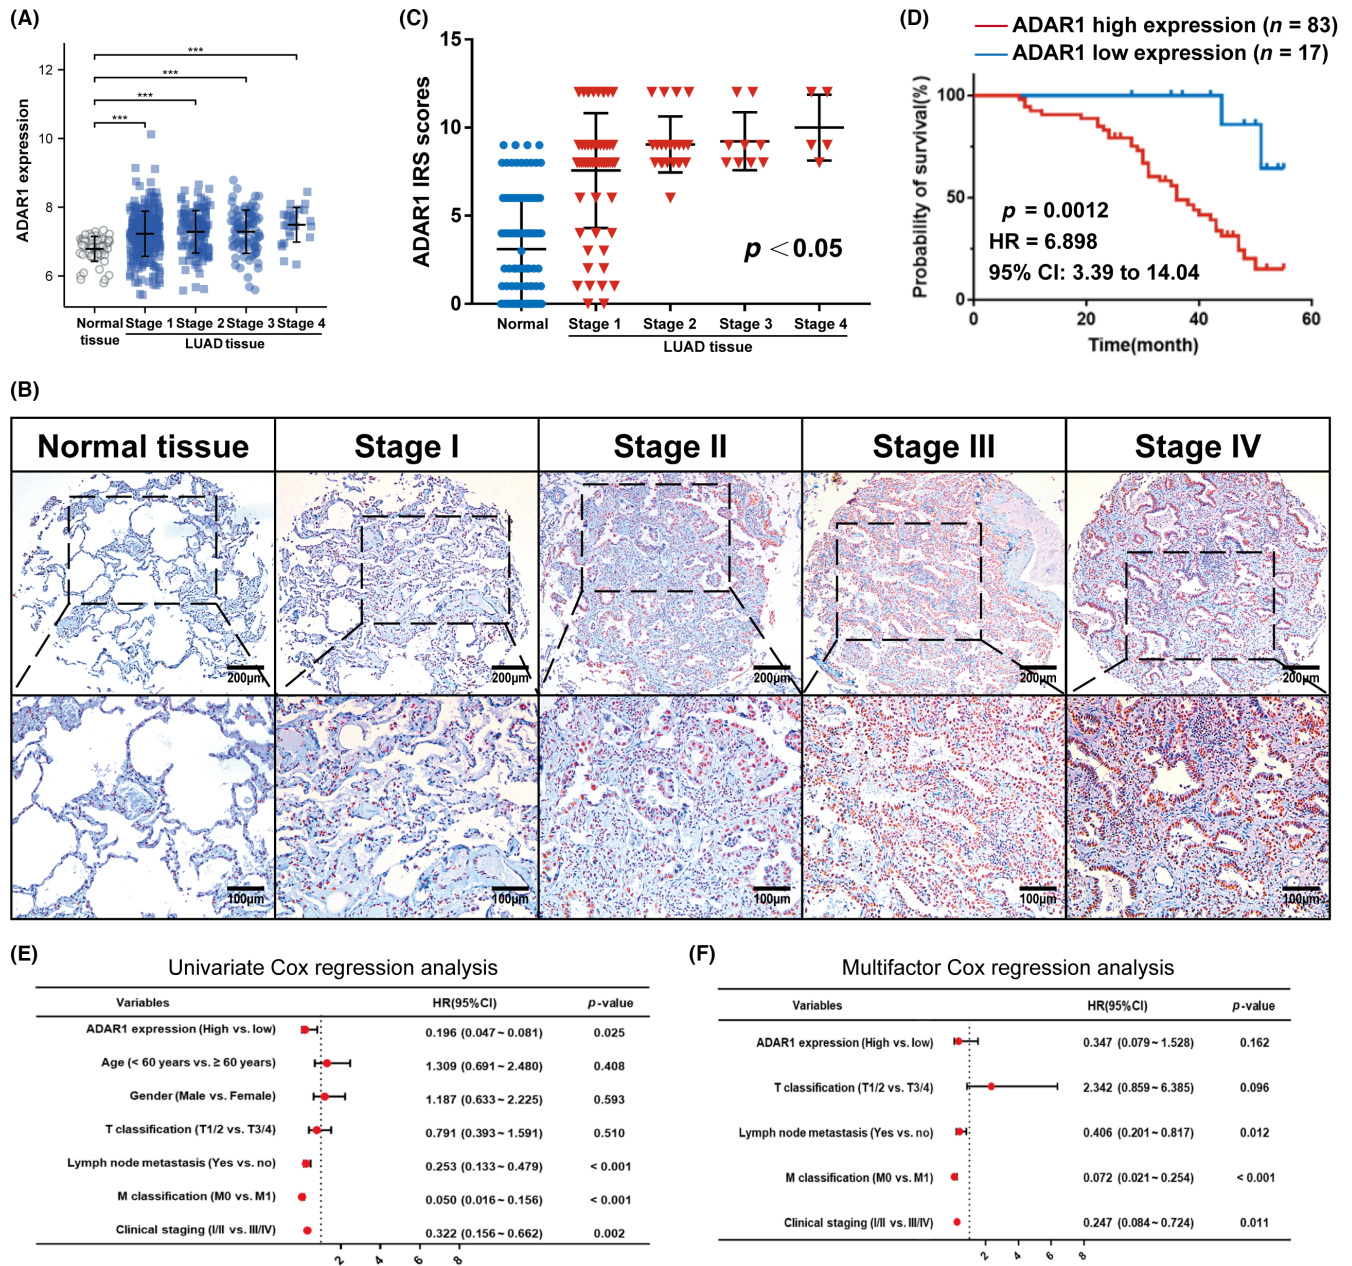 (A)
ADAR1 expression
12
10
8
6
***
***
***
***
Normal tissue
Stage 1 Stage 2 Stage 3 Stage 4
LUAD tissue
(C)
ADAR1 IRS scores
15
10
5
0
p < 0.05
Normal Stage 1 Stage 2 Stage 3 Stage 4
LUAD tissue
(D)
ADAR1 high expression (n = 83)
ADAR1 low expression (n = 17)
Probability of survival(%)
100
50
0
p = 0.0012
HR = 6.898
95% CI: 3.39 to 14.04
0 20 40 60
Time(month)
(B)
Normal tissue Stage I Stage II Stage III Stage IV
200μm 200μm 200μm 200μm 200μm
100μm 100μm 100μm 100μm 100μm
(E)
Univariate Cox regression analysis
Variables HR(95%CI) p-value
ADAR1 expression (High vs. low) 0.196 (0.047~0.081) 0.025
Age (< 60 years vs. ≥ 60 years) 1.309 (0.691~2.480) 0.408
Gender (Male vs. Female) 1.187 (0.633~2.225) 0.593
T classification (T1/2 vs. T3/4) 0.791 (0.393~1.591) 0.510
Lymph node metastasis (Yes vs. no) 0.253 (0.133~0.479) < 0.001
M classification (M0 vs. M1) 0.050 (0.016~0.156) < 0.001
Clinical staging (I/II vs. III/IV) 0.322 (0.156~0.662) 0.002
2 4 6 8
(F)
Multifactor Cox regression analysis
Variables HR(95%CI) p-value
ADAR1 expression (High vs. low) 0.347 (0.079~1.528) 0.162
T classification (T1/2 vs. T3/4) 2.342 (0.859~6.385) 0.096
Lymph node metastasis (Yes vs. no) 0.406 (0.201~0.817) 0.012
M classification (M0 vs. M1) 0.072 (0.021~0.254) < 0.001
Clinical staging (I/II vs. III/IV) 0.247 (0.084~0.724) 0.011
2 4 6 8